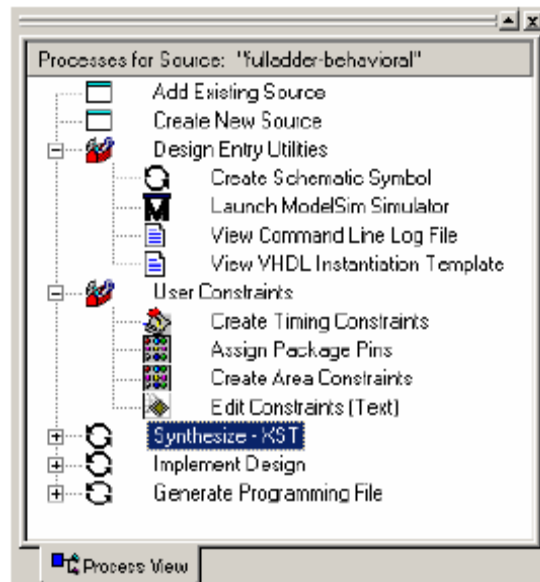 Processes for Source: "fulladder-behavioral"
Add Existing Source
Create New Source
Design Entry Utilities
Create Schematic Symbol
Launch ModelSim Simulator
View Command Line Log File
View VHDL Instantiation Template
User Constraints
Create Timing Constraints
Assign Package Pins
Create Area Constraints
Edit Constraints (Text)
Synthesize - XST
Implement Design
Generate Programming File
Process View